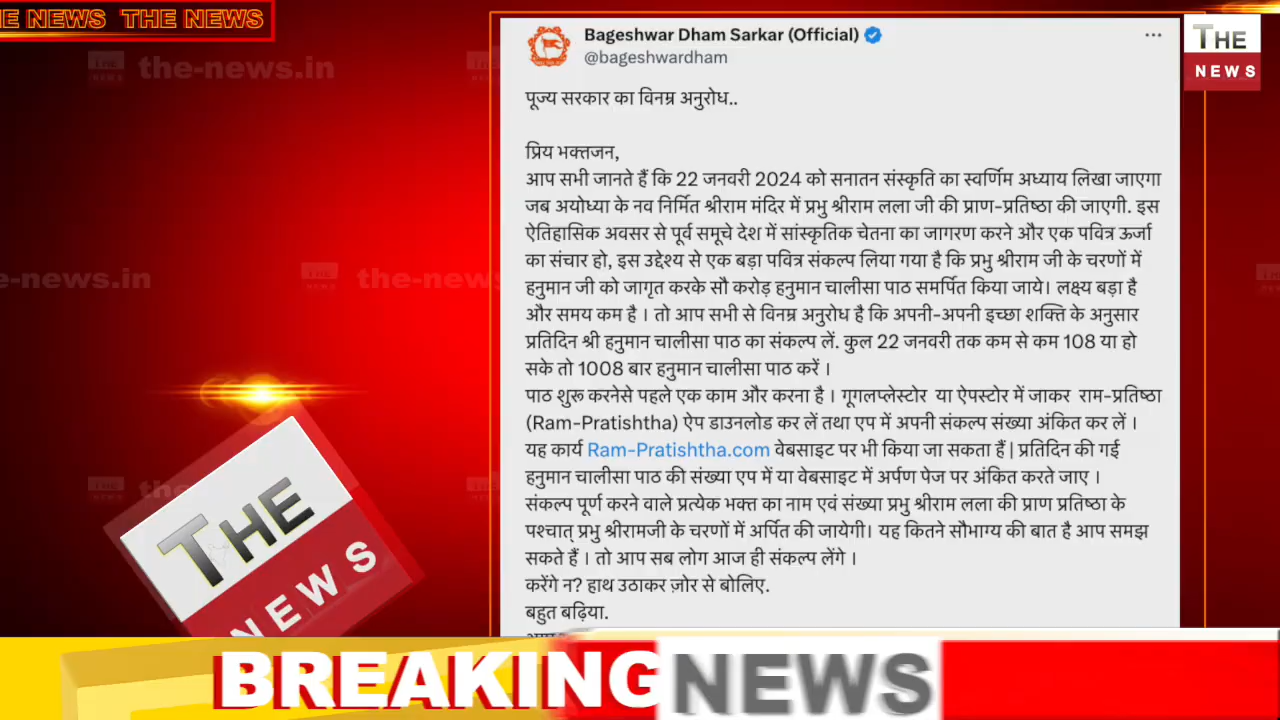 THE NEWS THE NEWS
the-news.in
Bageshwar Dham Sarkar (Official)
@bageshwardham
THE
NEWS
पूज्य सरकार का विनम्र अनुरोध..
प्रिय भक्तजन,
आप सभी जानते हैं कि 22 जनवरी 2024 को सनातन संस्कृति का स्वर्णिम अध्याय लिखा जाएगा
जब अयोध्या के नव निर्मित श्रीराम मंदिर में प्रभु श्रीराम लला जी की प्राण-प्रतिष्ठा की जाएगी. इस
ऐतिहासिक अवसर से पूर्व समूचे देश में सांस्कृतिक चेतना का जागरण करने और एक पवित्र ऊर्जा
का संचार हो, इस उद्देश्य से एक बड़ा पवित्र संकल्प लिया गया है कि प्रभु श्रीराम जी के चरणों में
हनुमान जी को जागृत करके सौ करोड़ हनुमान चालीसा पाठ समर्पित किया जाये। लक्ष्य बड़ा है
और समय कम है । तो आप सभी से विनम्र अनुरोध है कि अपनी-अपनी इच्छा शक्ति के अनुसार
प्रतिदिन श्री हनुमान चालीसा पाठ का संकल्प लें. कुल 22 जनवरी तक कम से कम 108 या हो
सके तो 1008 बार हनुमान चालीसा पाठ करें ।
पाठ शुरू करनेसे पहले एक काम और करना है । गूगलप्लेस्टोर या ऐपस्टोर में जाकर राम-प्रतिष्ठा
(Ram-Pratishtha) ऐप डाउनलोड कर लें तथा एप में अपनी संकल्प संख्या अंकित कर लें ।
यह कार्य Ram-Pratishtha.com वेबसाइट पर भी किया जा सकता हैं | प्रतिदिन की गई
हनुमान चालीसा पाठ की संख्या एप में या वेबसाइट में अर्पण पेज पर अंकित करते जाए ।
संकल्प पूर्ण करने वाले प्रत्येक भक्त का नाम एवं संख्या प्रभु श्रीराम लला की प्राण प्रतिष्ठा के
पश्चात् प्रभु श्रीरामजी के चरणों में अर्पित की जायेगी। यह कितने सौभाग्य की बात है आप समझ
सकते हैं । तो आप सब लोग आज ही संकल्प लेंगे ।
करेंगे न? हाथ उठाकर ज़ोर से बोलिए.
बहुत बढ़िया.
-news.in
the-news
THE
NEWS
BREAKING NEWS